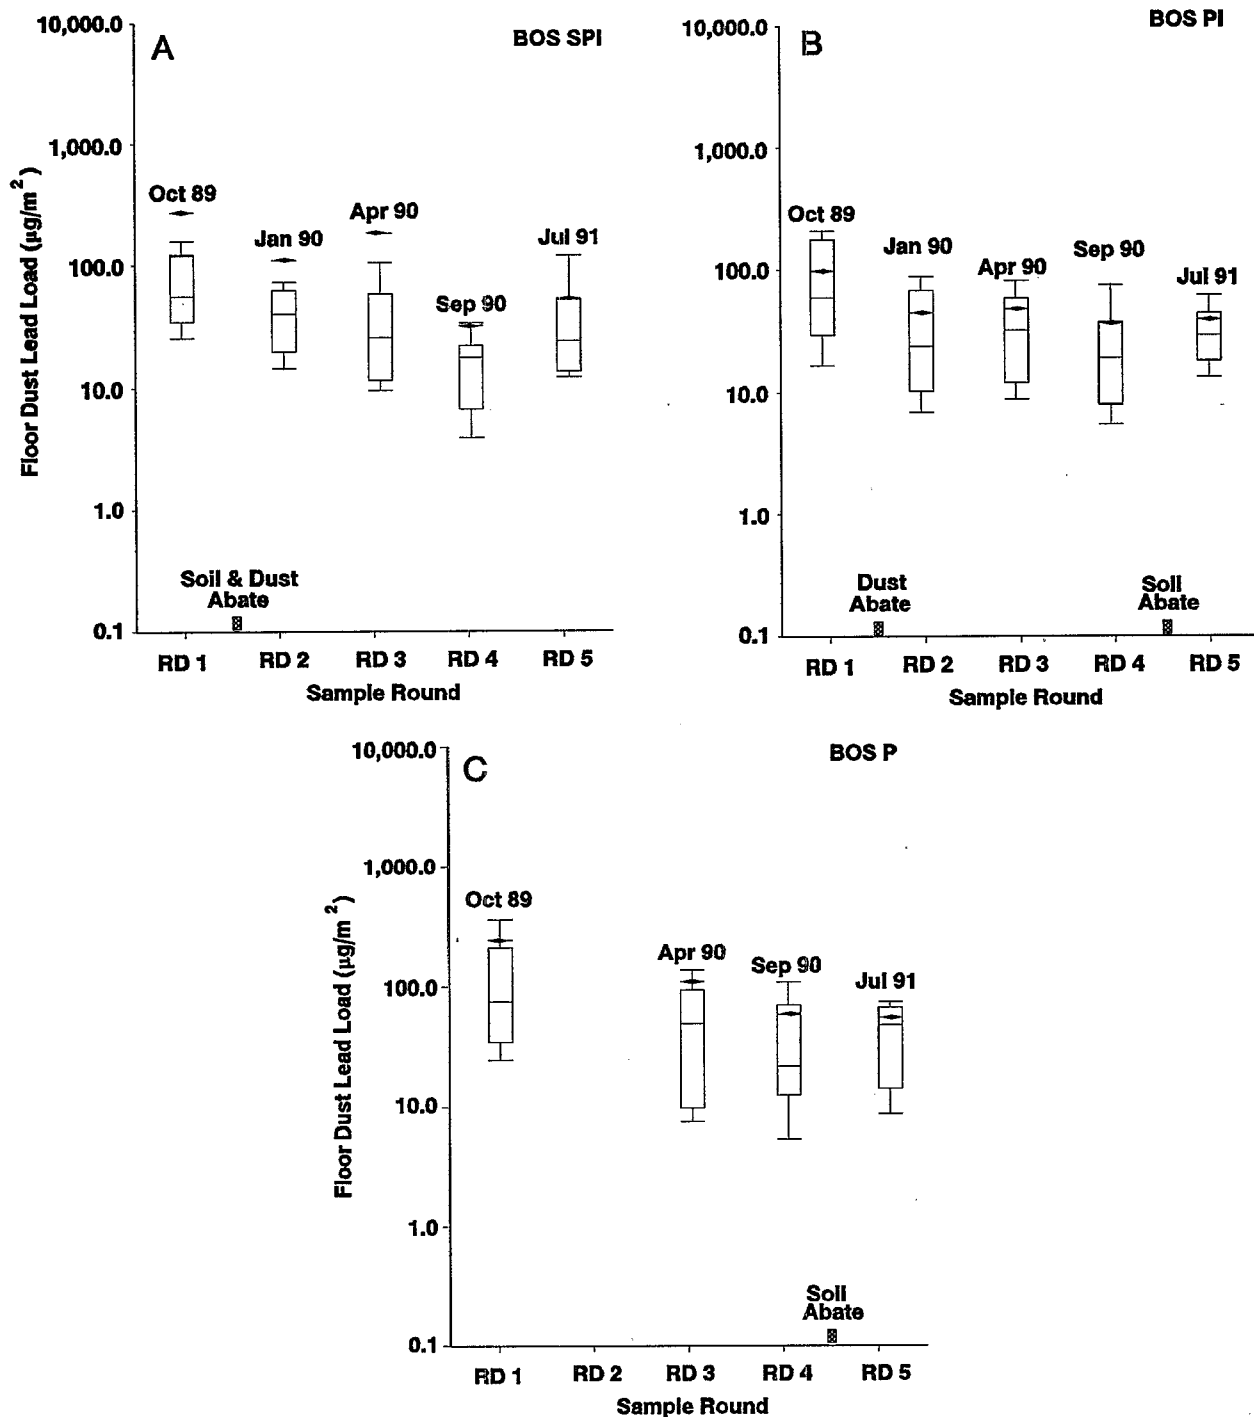 A
BOS SPI
10,000.0
1,000.0
100.0
10.0
1.0
0.1
Floor Dust Lead Load (µg/m²)
Oct 89
Jan 90
Apr 90
Sep 90
Jul 91
Soil & Dust
Abate
RD 1
RD 2
RD 3
RD 4
RD 5
Sample Round
B
BOS PI
10,000.0
1,000.0
100.0
10.0
1.0
0.1
Oct 89
Jan 90
Apr 90
Sep 90
Jul 91
Dust
Abate
Soil
Abate
RD 1
RD 2
RD 3
RD 4
RD 5
Sample Round
C
BOS P
10,000.0
1,000.0
100.0
10.0
1.0
0.1
Floor Dust Lead Load (µg/m²)
Oct 89
Apr 90
Sep 90
Jul 91
Soil
Abate
RD 1
RD 2
RD 3
RD 4
RD 5
Sample Round